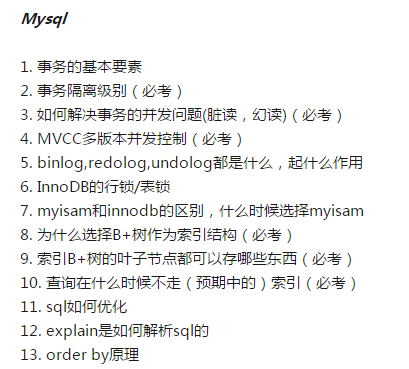 Mysql
1. 事务的基本要素
2. 事务隔离级别（必考）
3. 如何解决事务的并发问题(脏读，幻读)（必考）
4. MVCC多版本并发控制（必考）
5. binlog,redolog,undolog都是什么，起什么作用
6. InnoDB的行锁/表锁
7. myisam和innodb的区别，什么时候选择myisam
8. 为什么选择B+树作为索引结构（必考）
9. 索引B+树的叶子节点都可以存哪些东西（必考）
10. 查询在什么时候不走（预期中的）索引（必考）
11. sql如何优化
12. explain是如何解析sql的
13. order by原理